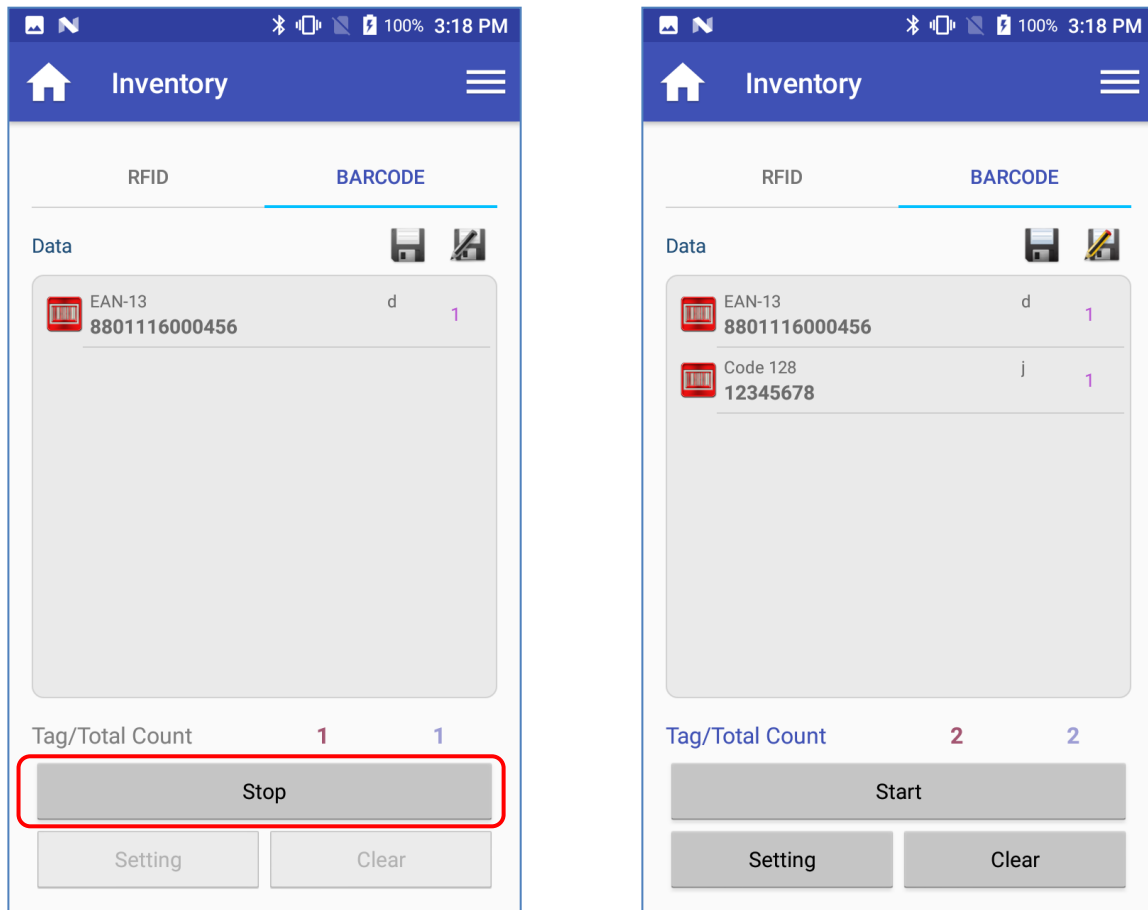 100% 3:18 PM
Inventory
RFID BARCODE
Data
EAN-13 d
8801116000456 1
Tag/Total Count 1 1
Stop
Setting Clear
100% 3:18 PM
Inventory
RFID BARCODE
Data
EAN-13 d
8801116000456 1
Code 128 j
12345678 1
Tag/Total Count 2 2
Start
Setting Clear